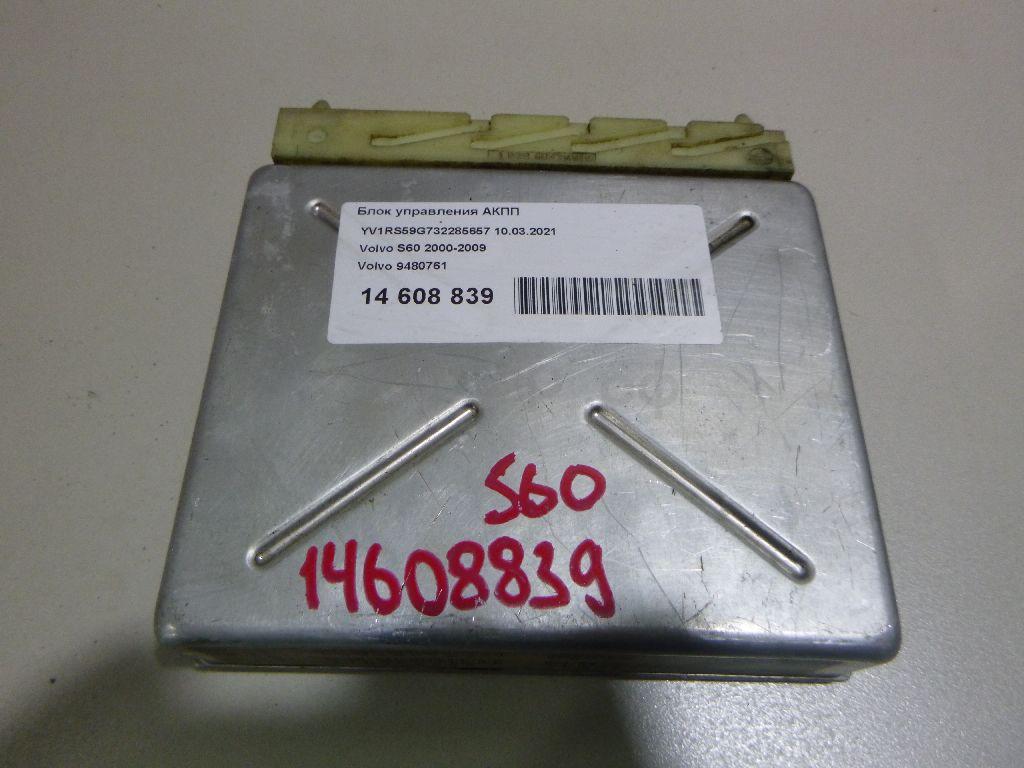 Блок управления АКПП
YV1RS59G732285657 10.03.2021
Volvo S60 2000-2009
Volvo 9480761
14 608 839
S60
14608839